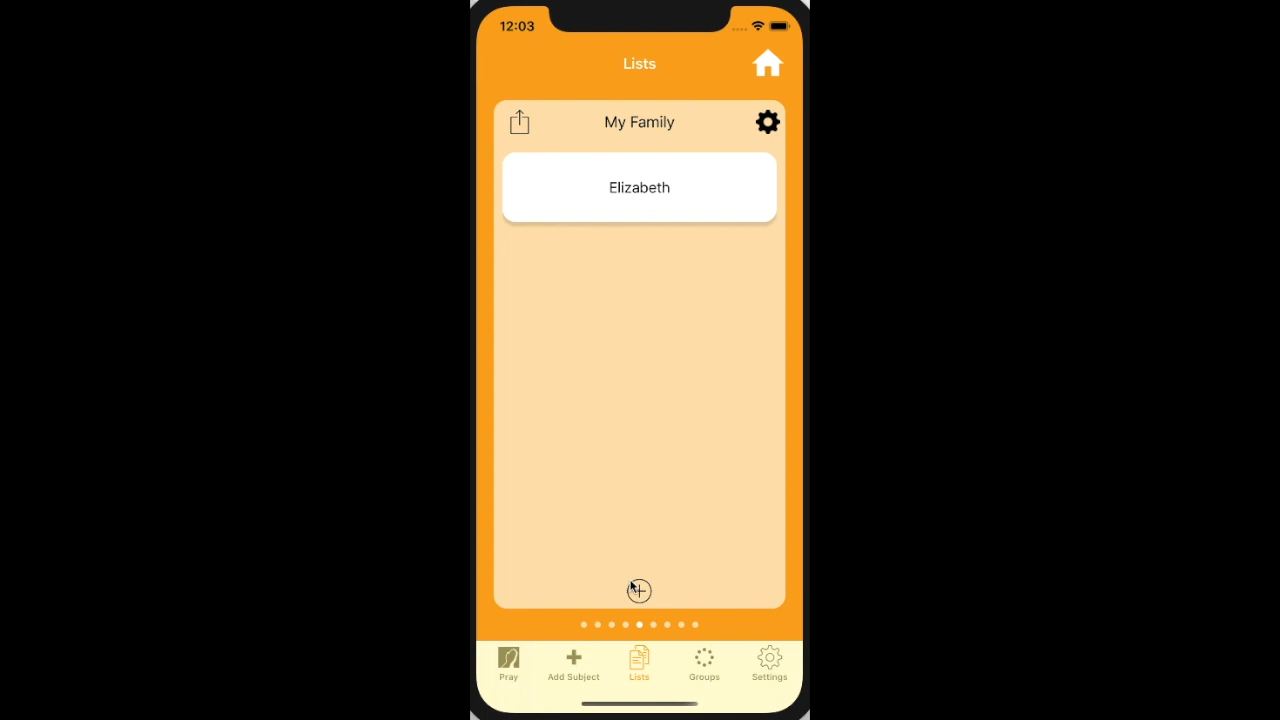 12:03
Lists
My Family
Elizabeth
Pray
Add Subject
Lists
Groups
Settings